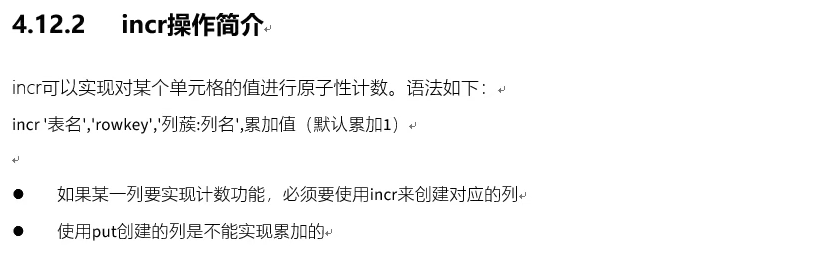 4.12.2 incr操作简介
incr可以实现对某个单元格的值进行原子性计数。语法如下：
incr '表名','rowkey','列蔟:列名',累加值（默认累加1）
● 如果某一列要实现计数功能，必须要使用incr来创建对应的列
● 使用put创建的列是不能实现累加的